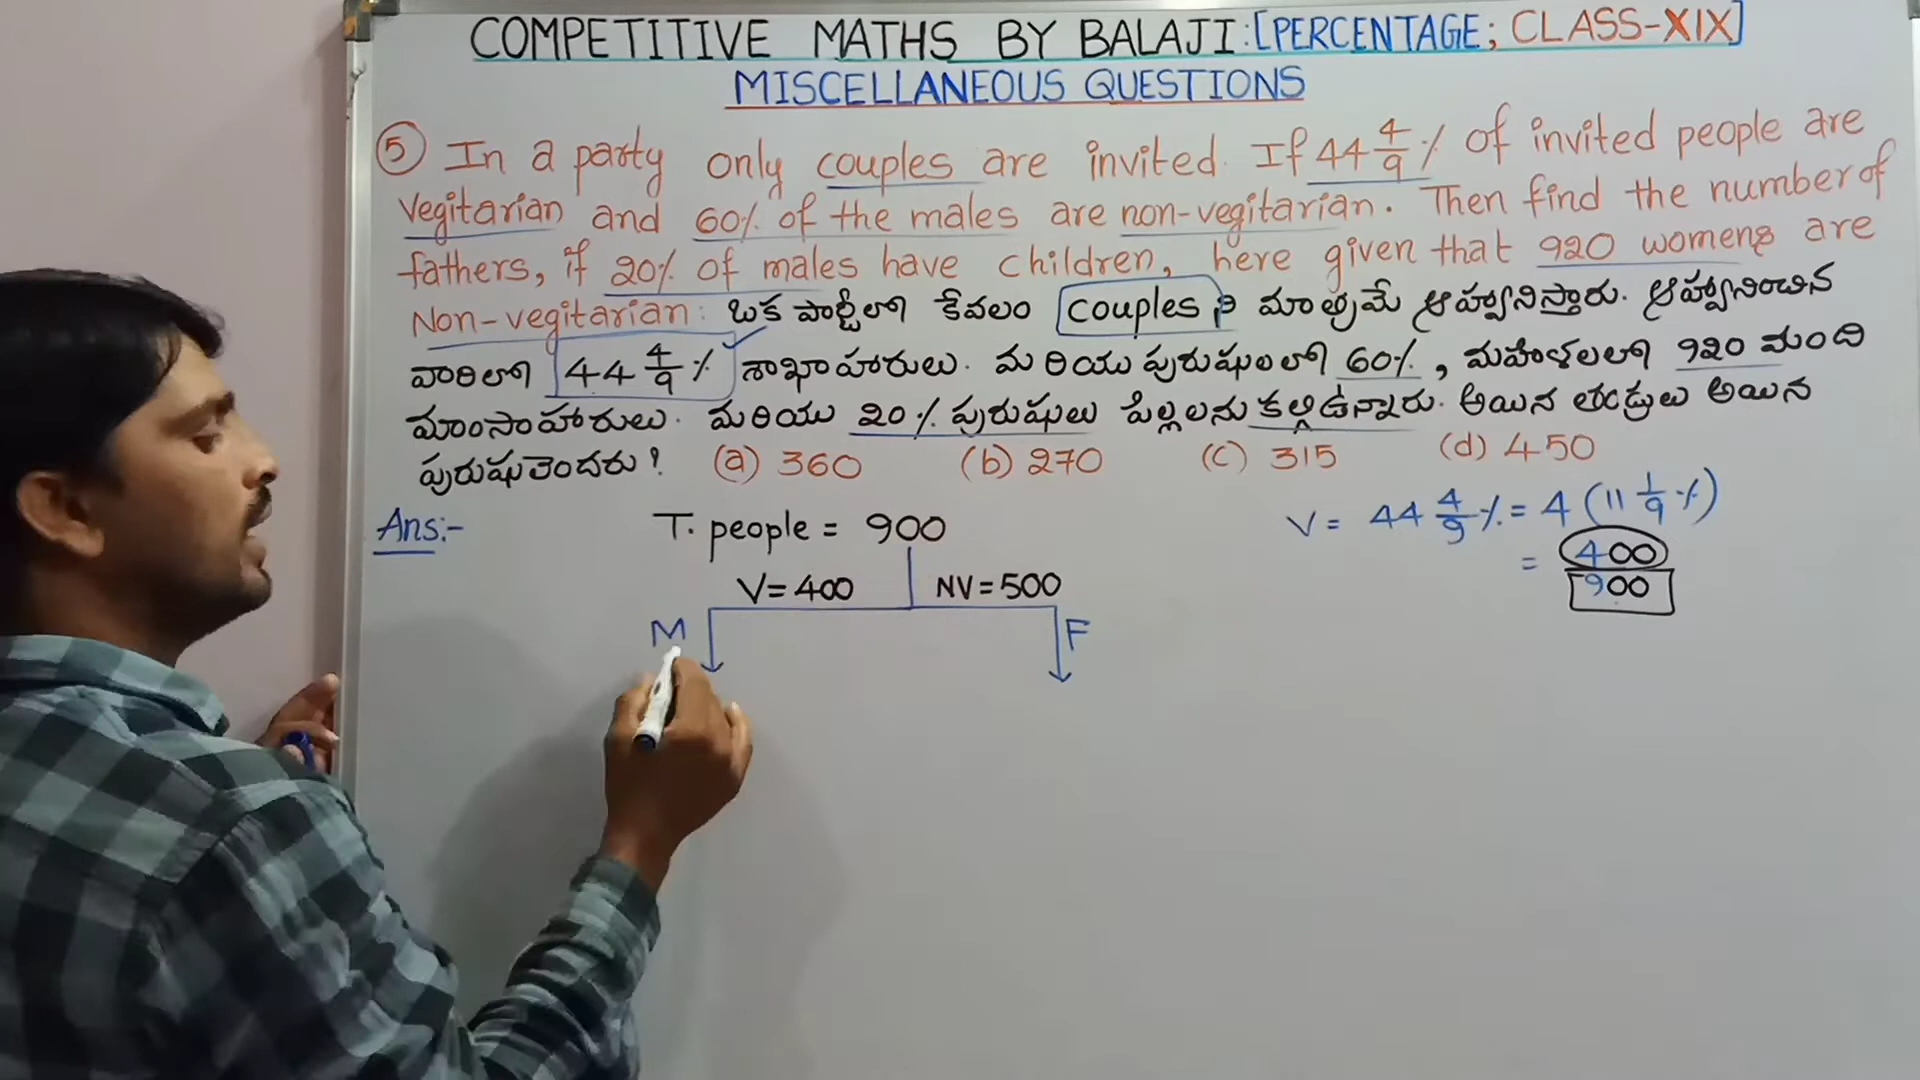 COMPETITIVE MATHS BY BALAJI:[PERCENTAGE; CLASS-XIX]
MISCELLANEOUS QUESTIONS
5 In a party only couples are invited. If 44 4/9 % of invited people are
vegitarian and 60% of the males are non-vegitarian. Then find the number of
fathers, if 20% of males have children, here given that 920 womens are
Non-vegitarian: ఒక పార్టీలో కేవలం couples ని మాత్రమే ఆహ్వానిస్తారు. ఆహ్వానించిన
వారిలో 44 4/9 % శాఖాహారులు. మరియు పురుషులలో 60%, మహిళలలో 920 మంది
మాంసాహారులు. మరియు 20% పురుషులు పిల్లలను కల్గిఉన్నారు. అయిన తండ్రులు అయిన
పురుషులెందరు? (a) 360 (b) 270 (c) 315 (d) 450
Ans:- T. people = 900 V = 44 4/9 % = 4 (11 1/9 %)
= 400/900
V=400 NV=500
M F